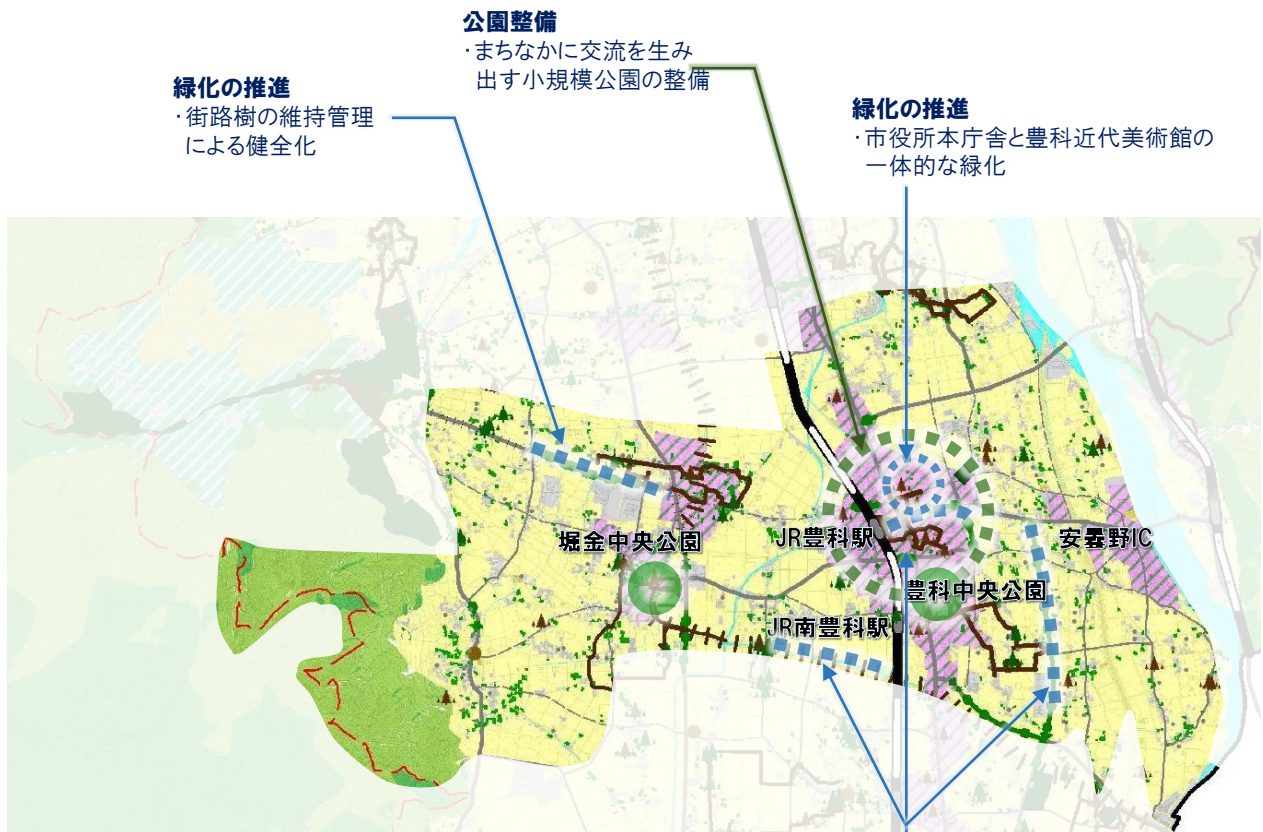 公園整備
・まちなかに交流を生み
出す小規模公園の整備
緑化の推進
・街路樹の維持管理
による健全化
緑化の推進
・市役所本庁舎と豊科近代美術館の
一体的な緑化
堀金中央公園
JR豊科駅
安曇野IC
豊科中央公園
JR南豊科駅